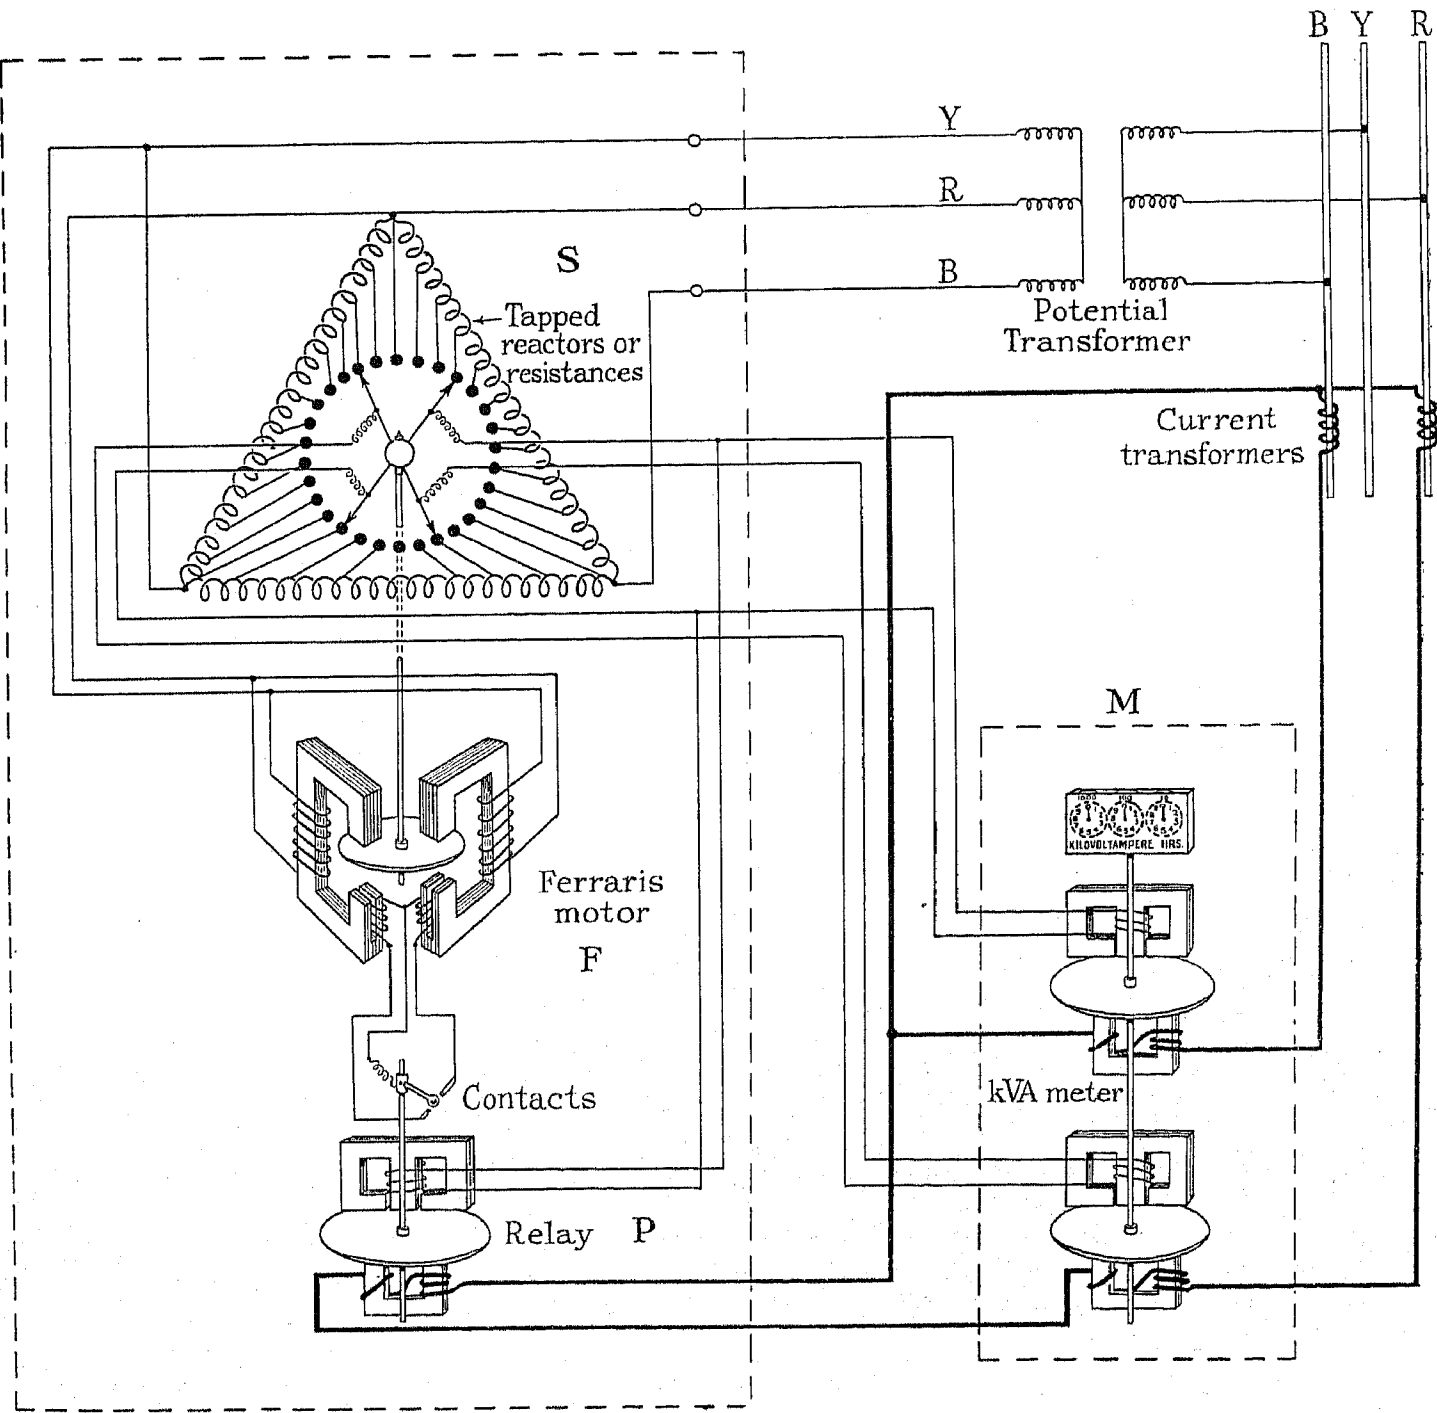 B Y R
Y
R
B
S
Tapped
reactors or
resistances
Potential
Transformer
Current
transformers
M
KILOVOLTAMPERE HRS.
Ferraris
motor
F
Contacts
kVA meter
Relay P